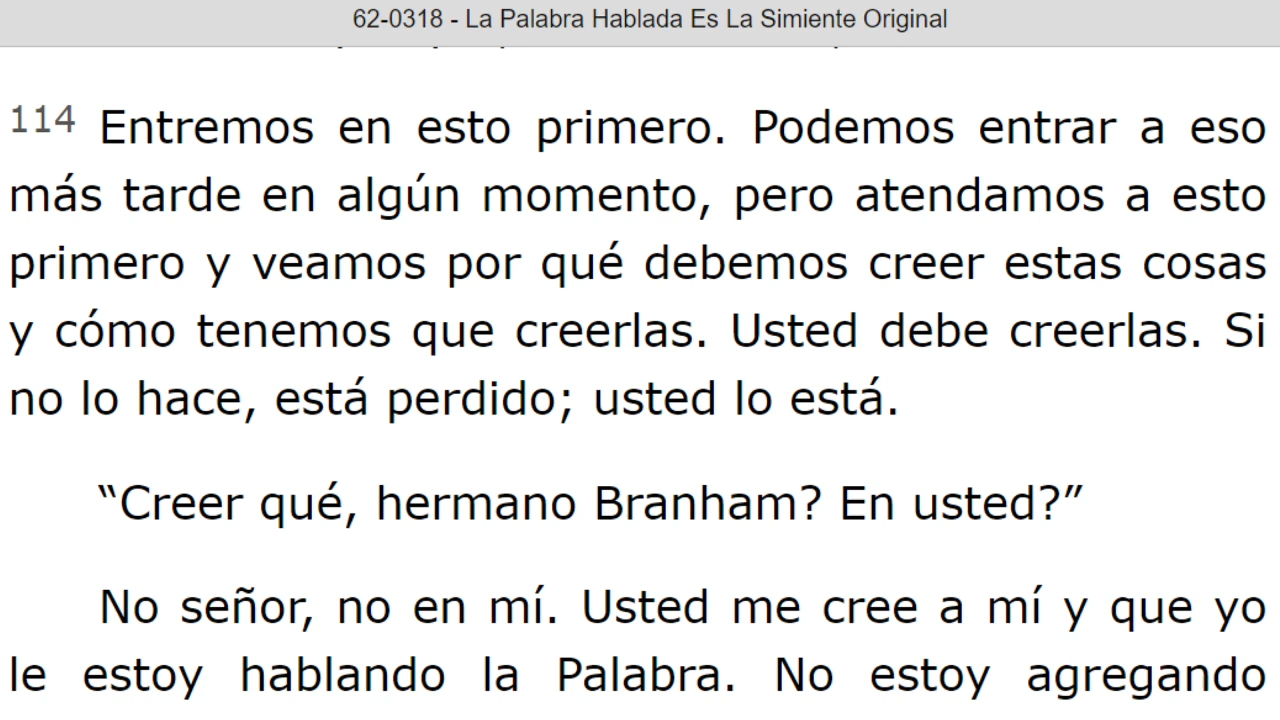 62-0318 - La Palabra Hablada Es La Simiente Original
114 Entremos en esto primero. Podemos entrar a eso
más tarde en algún momento, pero atendamos a esto
primero y veamos por qué debemos creer estas cosas
y cómo tenemos que creerlas. Usted debe creerlas. Si
no lo hace, está perdido; usted lo está.
“Creer qué, hermano Branham? En usted?”
No señor, no en mí. Usted me cree a mí y que yo
le estoy hablando la Palabra. No estoy agregando